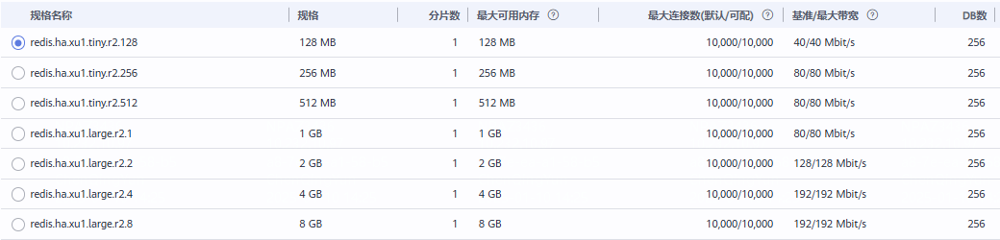 规格名称 规格 分片数 最大可用内存 ? 最大连接数(默认/可配) ? 基准/最大带宽 ? DB数
redis.ha.xu1.tiny.r2.128 128 MB 1 128 MB 10,000/10,000 40/40 Mbit/s 256
redis.ha.xu1.tiny.r2.256 256 MB 1 256 MB 10,000/10,000 80/80 Mbit/s 256
redis.ha.xu1.tiny.r2.512 512 MB 1 512 MB 10,000/10,000 80/80 Mbit/s 256
redis.ha.xu1.large.r2.1 1 GB 1 1 GB 10,000/10,000 80/80 Mbit/s 256
redis.ha.xu1.large.r2.2 2 GB 1 2 GB 10,000/10,000 128/128 Mbit/s 256
redis.ha.xu1.large.r2.4 4 GB 1 4 GB 10,000/10,000 192/192 Mbit/s 256
redis.ha.xu1.large.r2.8 8 GB 1 8 GB 10,000/10,000 192/192 Mbit/s 256